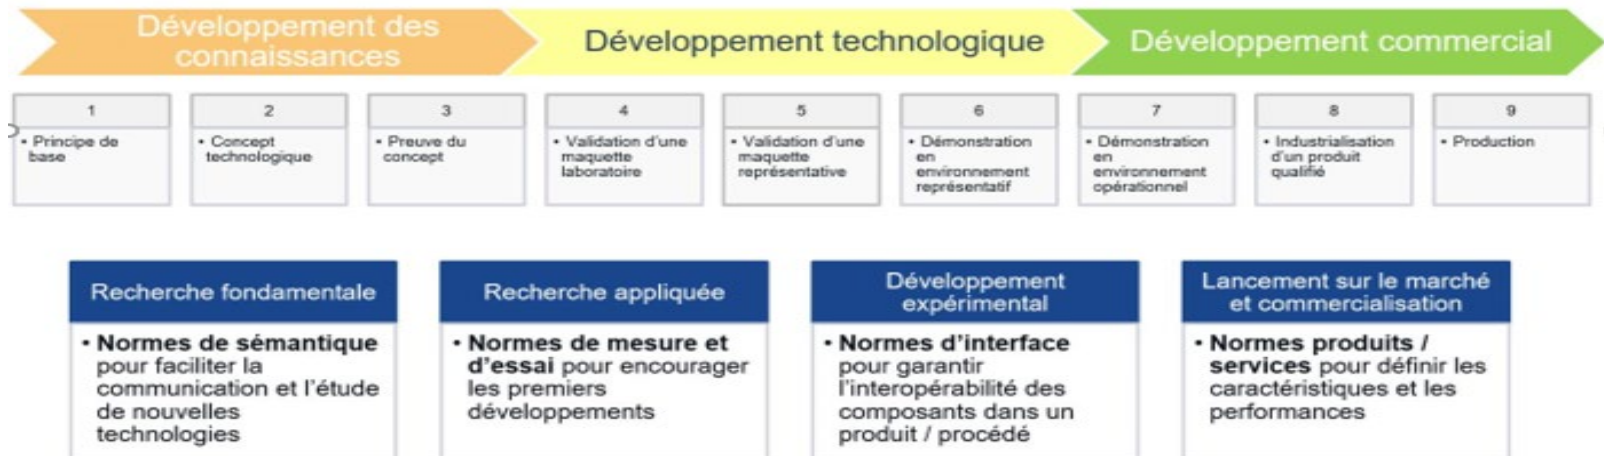 Développement des
connaissances
Développement technologique
Développement commercial
1
• Principe de
base
2
• Concept
technologique
3
• Preuve du
concept
4
• Validation d'une
maquette
laboratoire
5
• Validation d'une
maquette
représentative
6
• Démonstration
en
environnement
représentatif
7
• Démonstration
en
environnement
opérationnel
8
• Industrialisation
d'un produit
qualifié
9
• Production
Recherche fondamentale
• Normes de sémantique
pour faciliter la
communication et l'étude
de nouvelles
technologies
Recherche appliquée
• Normes de mesure et
d'essai pour encourager
les premiers
développements
Développement
expérimental
• Normes d'interface
pour garantir
l'interopérabilité des
composants dans un
produit / procédé
Lancement sur le marché
et commercialisation
• Normes produits /
services pour définir les
caractéristiques et les
performances